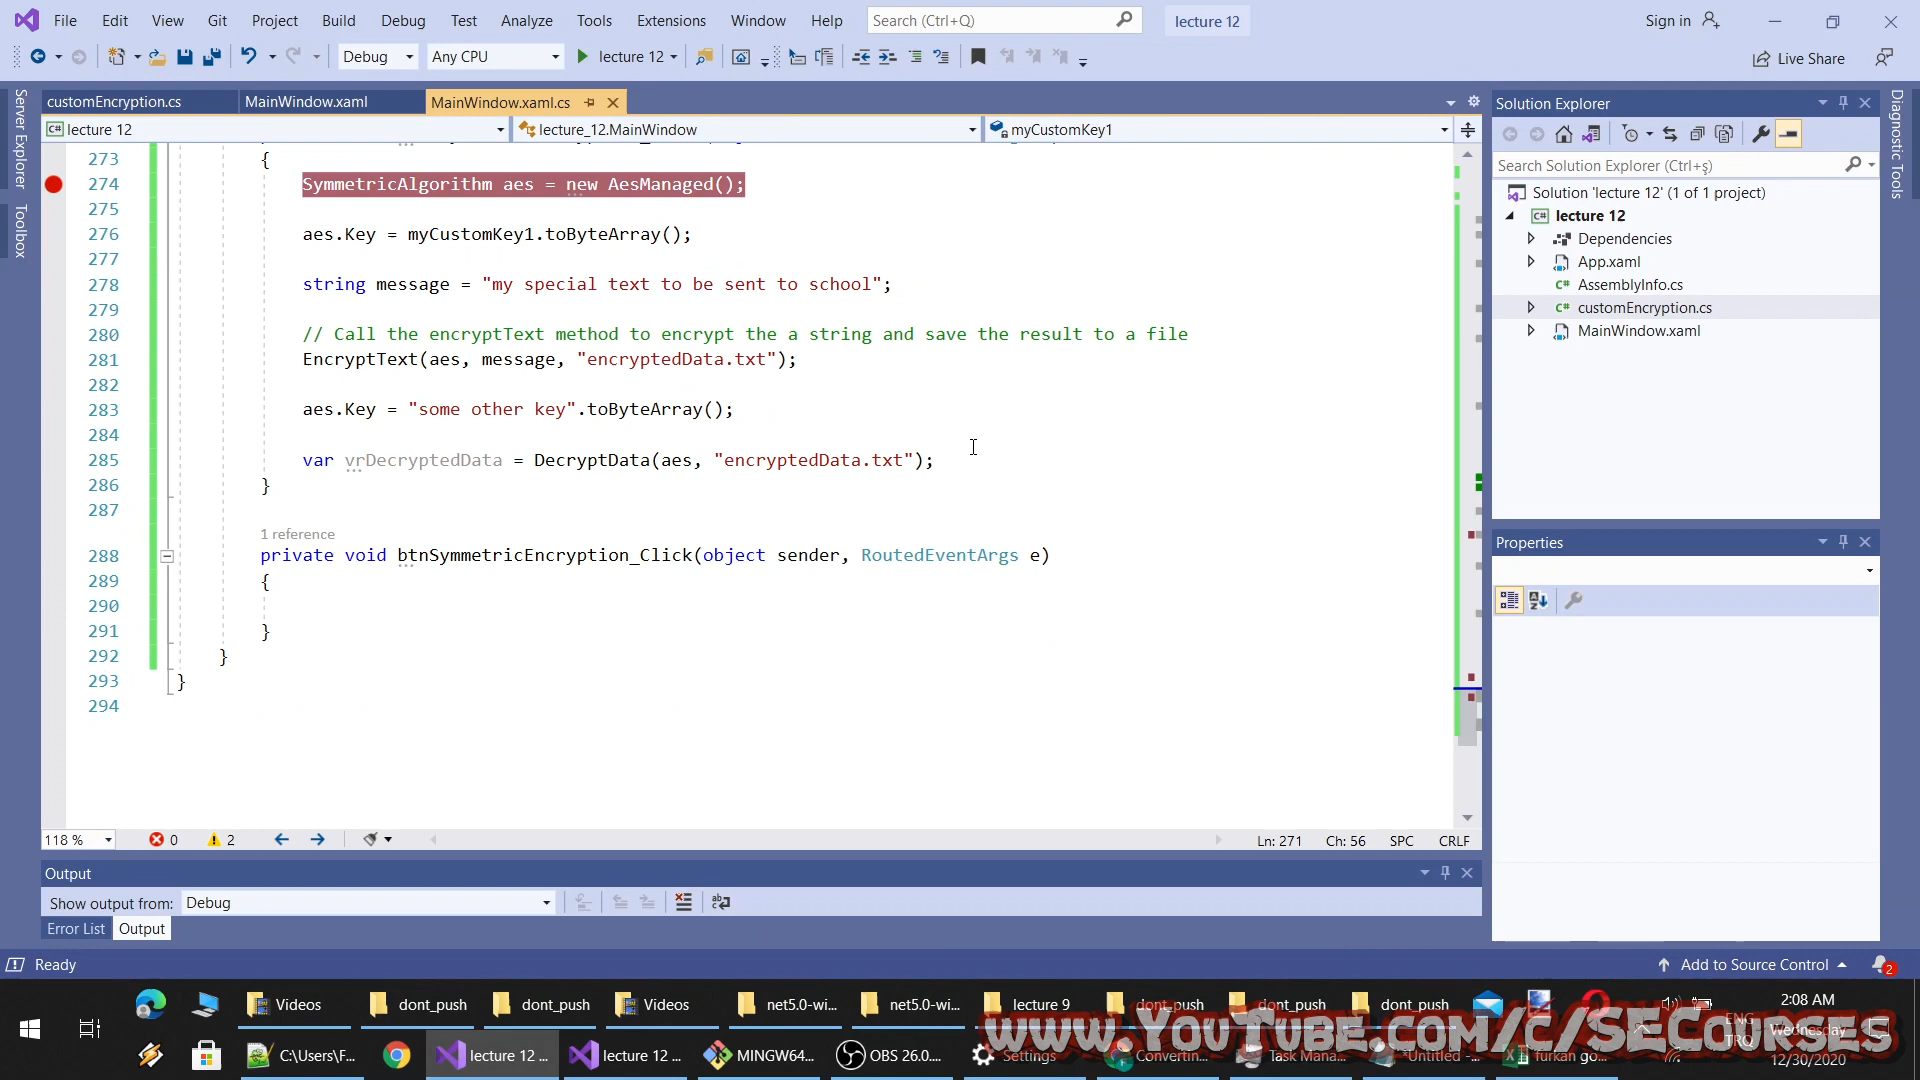 File Edit View Git Project Build Debug Test Analyze Tools Extensions Window Help Search (Ctrl+Q) lecture 12 Sign in
Debug Any CPU lecture 12 Live Share
customEncryption.cs MainWindow.xaml MainWindow.xaml.cs
C# lecture 12 lecture_12.MainWindow myCustomKey1
Server Explorer
Toolbox
273 {
274 SymmetricAlgorithm aes = new AesManaged();
275
276 aes.Key = myCustomKey1.toByteArray();
277
278 string message = "my special text to be sent to school";
279
280 // Call the encryptText method to encrypt the a string and save the result to a file
281 EncryptText(aes, message, "encryptedData.txt");
282
283 aes.Key = "some other key".toByteArray();
284
285 var vrDecryptedData = DecryptData(aes, "encryptedData.txt");
286 }
287
1 reference
288 private void btnSymmetricEncryption_Click(object sender, RoutedEventArgs e)
289 {
290
291 }
292 }
293 }
294
118 % 0 2 Ln: 271 Ch: 56 SPC CRLF
Output
Show output from: Debug
Error List Output
Solution Explorer
Search Solution Explorer (Ctrl+ş)
Solution 'lecture 12' (1 of 1 project)
C# lecture 12
Dependencies
App.xaml
C# AssemblyInfo.cs
C# customEncryption.cs
MainWindow.xaml
Properties
Diagnostic Tools
Ready Add to Source Control 2
Videos dont_push dont_push Videos net5.0-wi... net5.0-wi... lecture 9 dont_push dont_push dont_push 2:08 AM
www.YouTube.com/c/SECourses
ENG Wednesday
TRQ 12/30/2020
C:\Users\F... lecture 12 ... lecture 12 ... MINGW64... OBS 26.0.... Settings Convertin... Task Mana... *Untitled -... furkan go...